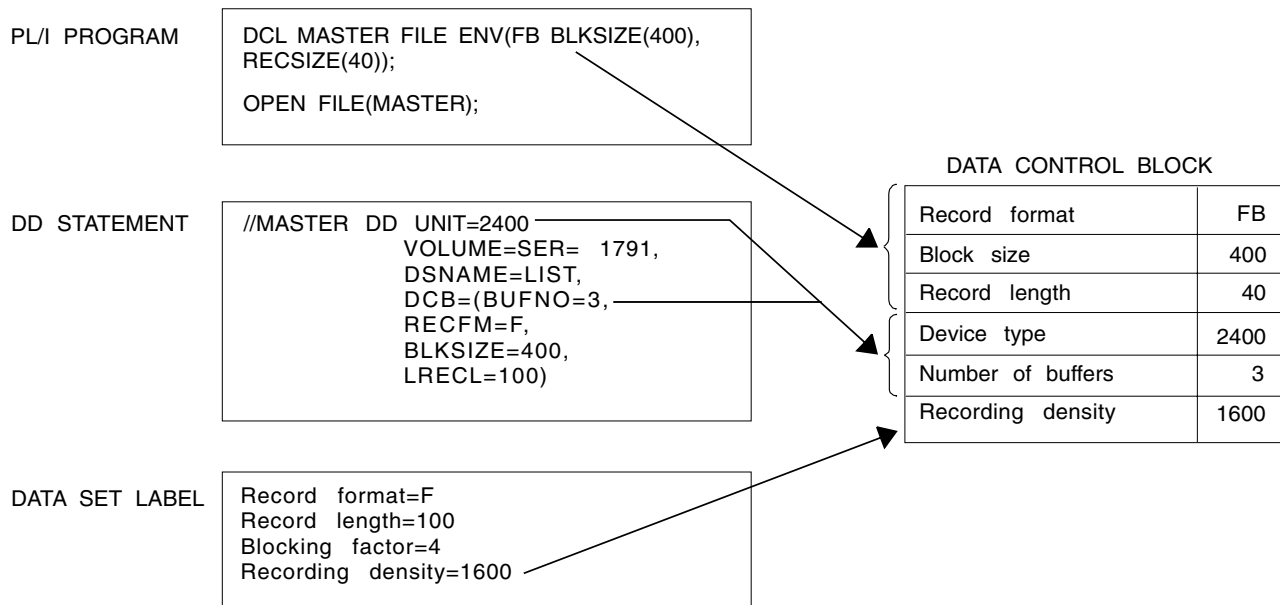 PL/I PROGRAM
DCL MASTER FILE ENV(FB BLKSIZE(400),
RECSIZE(40));
OPEN FILE(MASTER);
DD STATEMENT
//MASTER DD UNIT=2400
VOLUME=SER= 1791,
DSNAME=LIST,
DCB=(BUFNO=3,
RECFM=F,
BLKSIZE=400,
LRECL=100)
DATA SET LABEL
Record format=F
Record length=100
Blocking factor=4
Recording density=1600
DATA CONTROL BLOCK
Record format FB
Block size 400
Record length 40
Device type 2400
Number of buffers 3
Recording density 1600